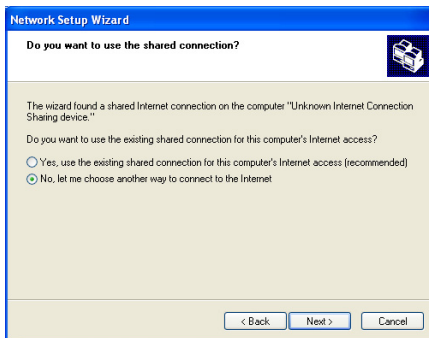 Network Setup Wizard
Do you want to use the shared connection?
The wizard found a shared Internet connection on the computer "Unknown Internet Connection
Sharing device."
Do you want to use the existing shared connection for this computer's Internet access?
Yes, use the existing shared connection for this computer's Internet access (recommended)
No, let me choose another way to connect to the Internet
< Back Next > Cancel